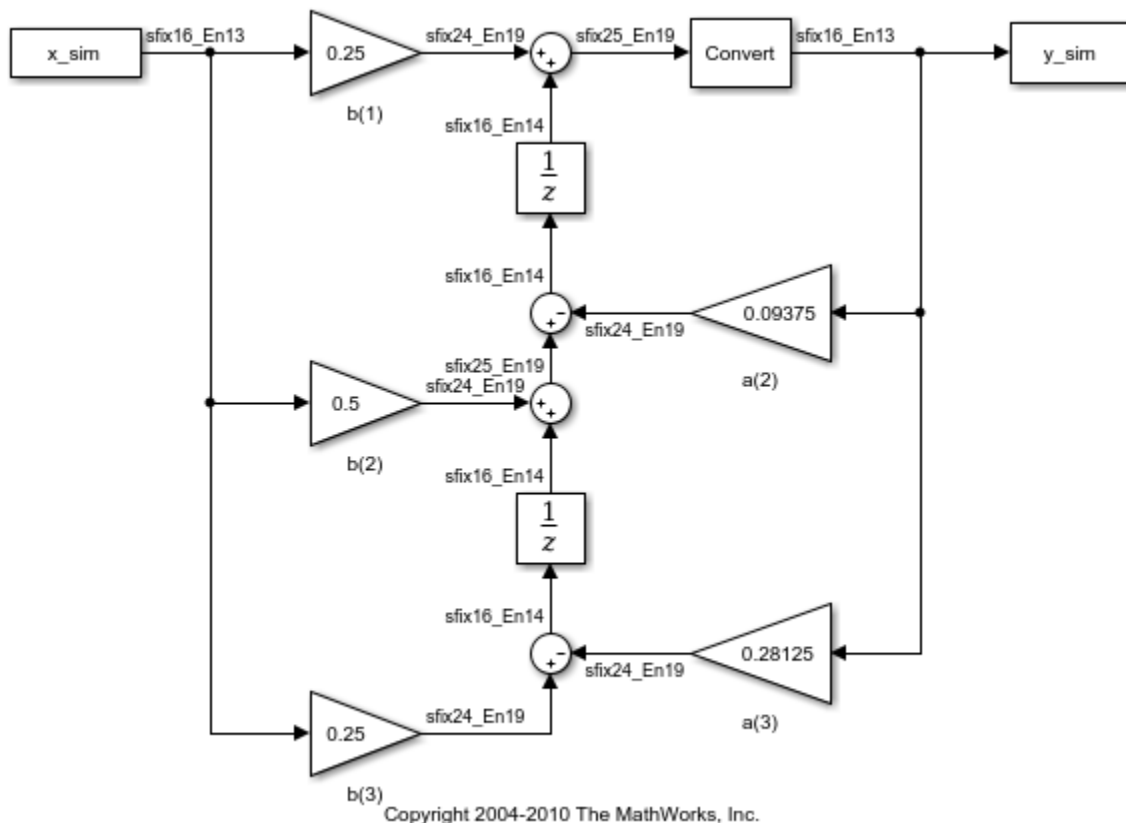 x_sim
sfix16_En13
0.25
b(1)
sfix24_En19
sfix25_En19
Convert
sfix16_En13
y_sim
sfix16_En14
1
z
sfix16_En14
0.09375
sfix24_En19
a(2)
sfix25_En19
sfix24_En19
0.5
b(2)
sfix16_En14
1
z
sfix16_En14
0.28125
sfix24_En19
a(3)
sfix24_En19
0.25
b(3)
Copyright 2004-2010 The MathWorks, Inc.